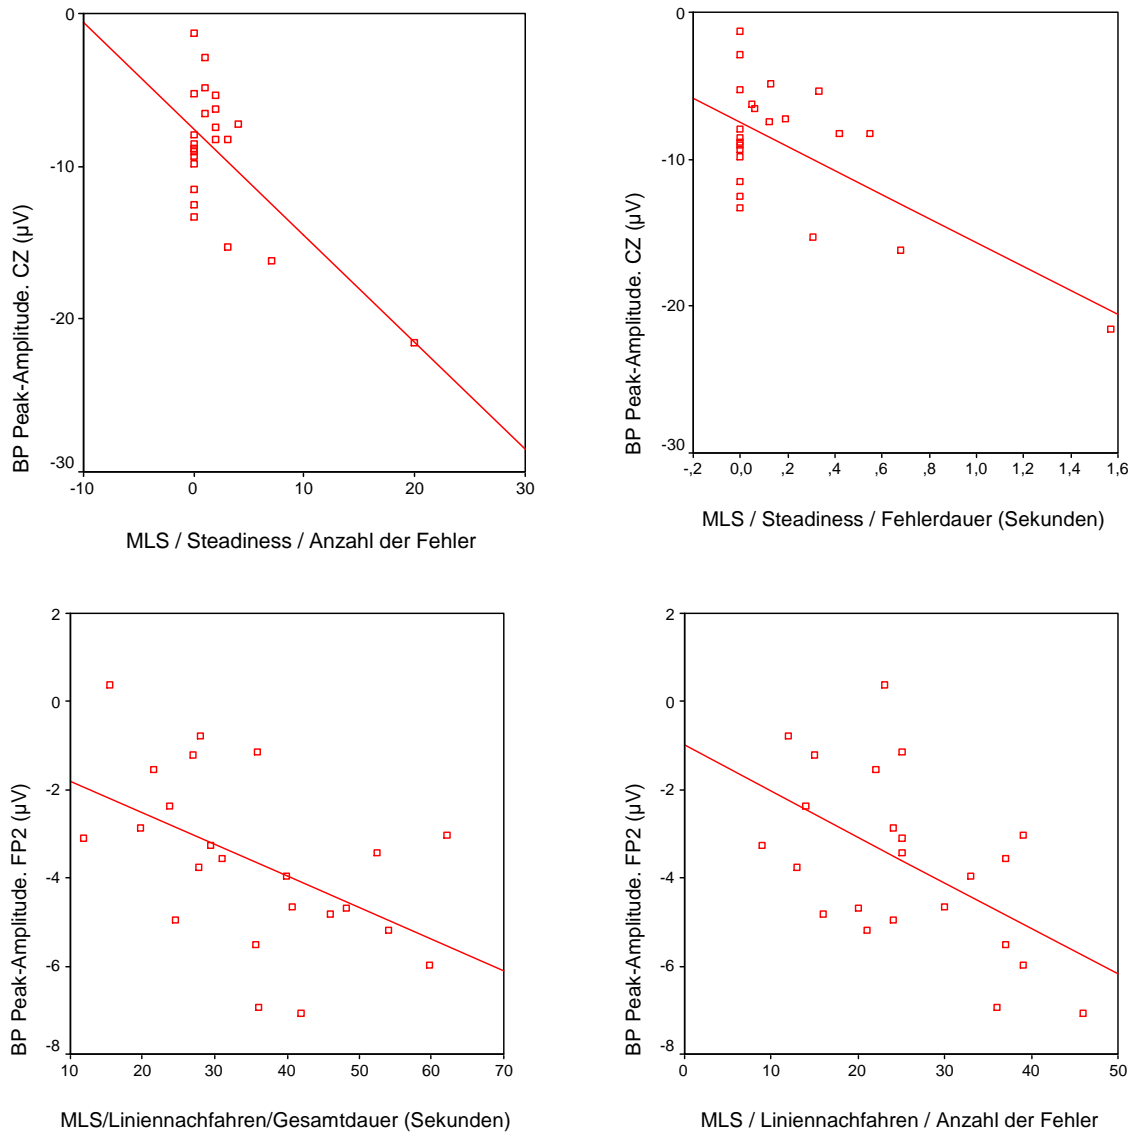 0
-10
-20
-30
BP Peak-Amplitude. CZ (µV)
-10 0 10 20 30
MLS / Steadiness / Anzahl der Fehler
0
-10
-20
-30
BP Peak-Amplitude. CZ (µV)
-,2 0,0 ,2 ,4 ,6 ,8 1,0 1,2 1,4 1,6
MLS / Steadiness / Fehlerdauer (Sekunden)
2
0
-2
-4
-6
-8
BP Peak-Amplitude. FP2 (µV)
10 20 30 40 50 60 70
MLS/Liniennachfahren/Gesamtdauer (Sekunden)
2
0
-2
-4
-6
-8
BP Peak-Amplitude. FP2 (µV)
0 10 20 30 40 50
MLS / Liniennachfahren / Anzahl der Fehler